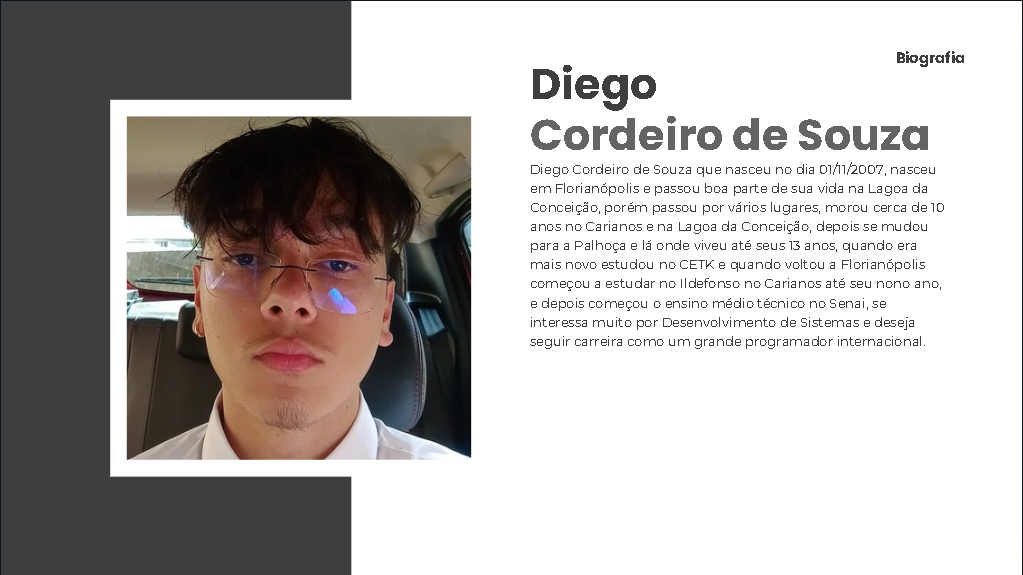 Biografia
Diego
Cordeiro de Souza
Diego Cordeiro de Souza que nasceu no dia 01/11/2007, nasceu
em Florianópolis e passou boa parte de sua vida na Lagoa da
Conceição, porém passou por vários lugares, morou cerca de 10
anos no Carianos e na Lagoa da Conceição, depois se mudou
para a Palhoça e lá onde viveu até seus 13 anos, quando era
mais novo estudou no CETK e quando voltou a Florianópolis
começou a estudar no Ildefonso no Carianos até seu nono ano,
e depois começou o ensino médio técnico no Senai, se
interessa muito por Desenvolvimento de Sistemas e deseja
seguir carreira como um grande programador internacional.